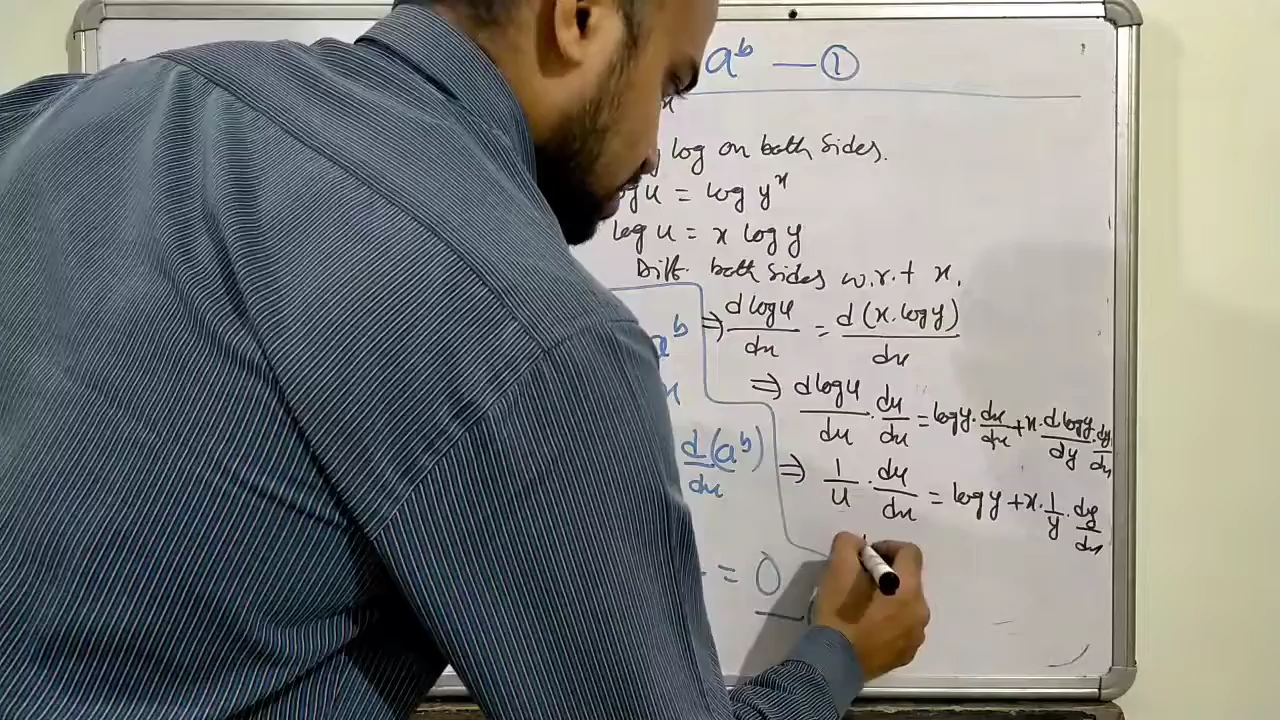 a^b — ①
x
log on both sides.
log u = log y^x
log u = x log y
Diff. both sides w.r.t x.
⇒ d log u/dx = d(x.log y)/dx
a^b
⇒ d log u/du . du/dx = log y . dx/dx + x . d log y/dy . dy/dx
x
d/dx (a^b)
⇒ 1/u . du/dx = log y + x . 1/y . dy/dx
= 0